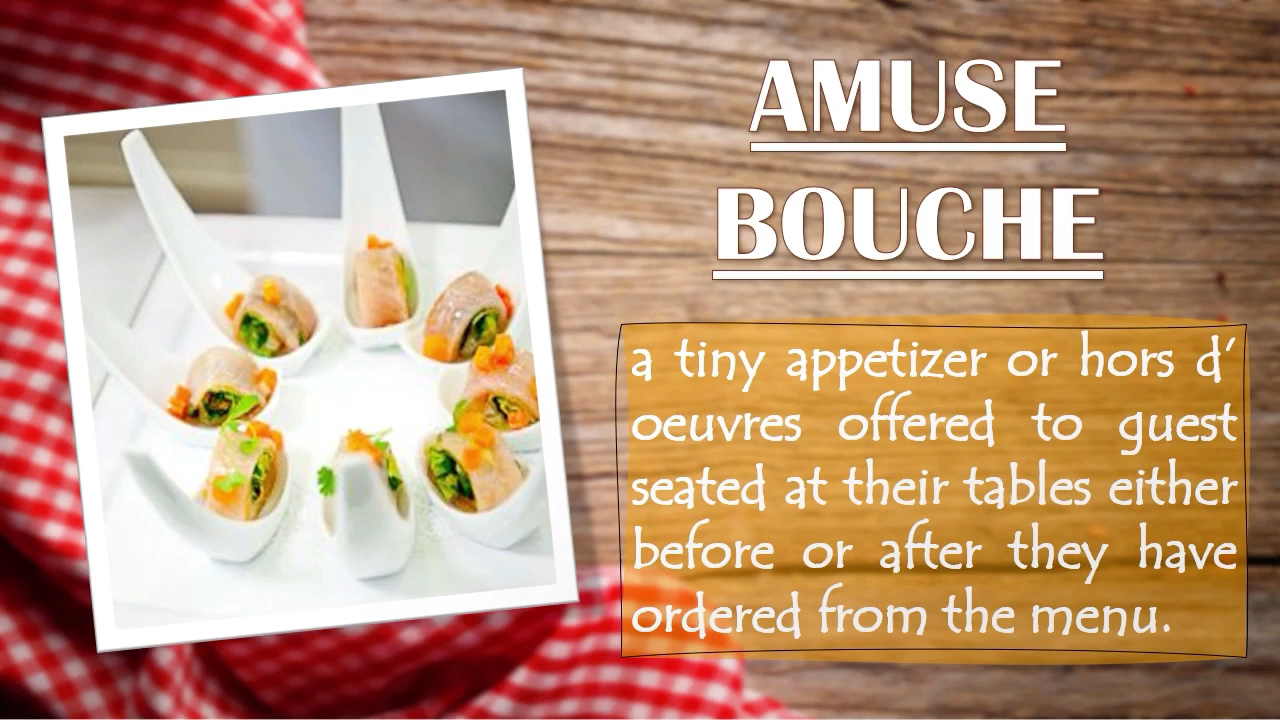 AMUSE
BOUCHE
a tiny appetizer or hors d’
oeuvres offered to guest
seated at their tables either
before or after they have
ordered from the menu.